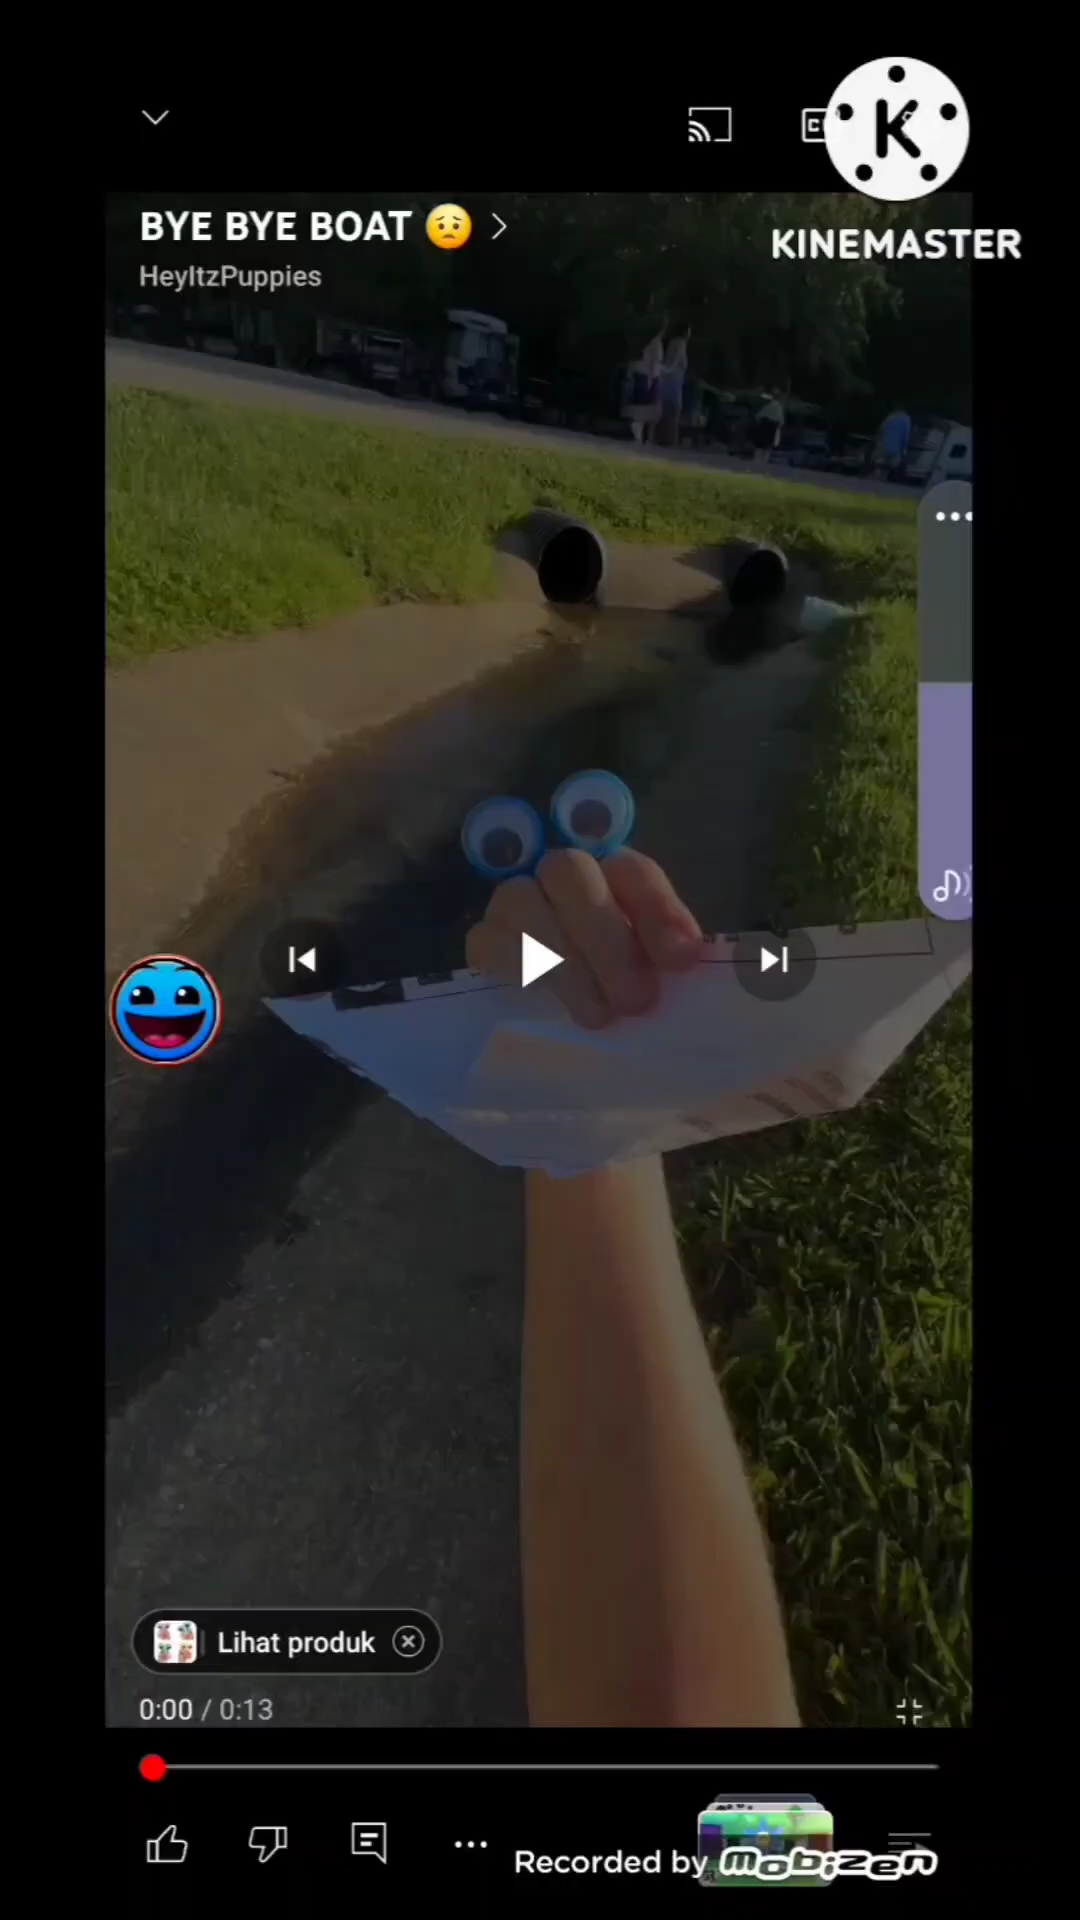 K
KINEMASTER
BYE BYE BOAT 😟 >
HeyItzPuppies
Lihat produk
0:00 / 0:13
Recorded by mobizen